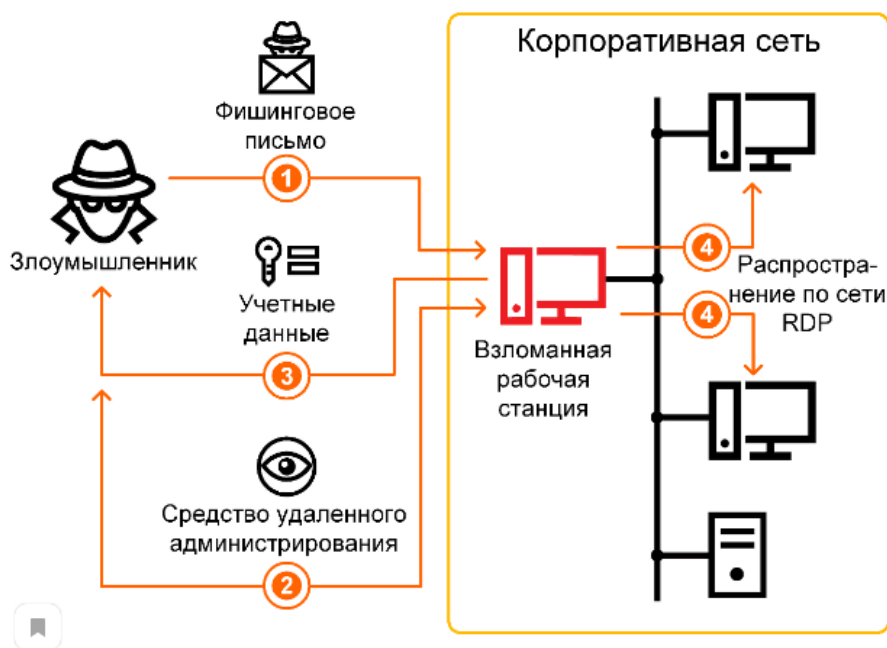 Корпоративная сеть
Фишинговое
письмо
1
Злоумышленник
Учетные
данные
3
Средство удаленного
администрирования
2
Взломанная
рабочая
станция
4
Распростра-
нение по сети
RDP
4